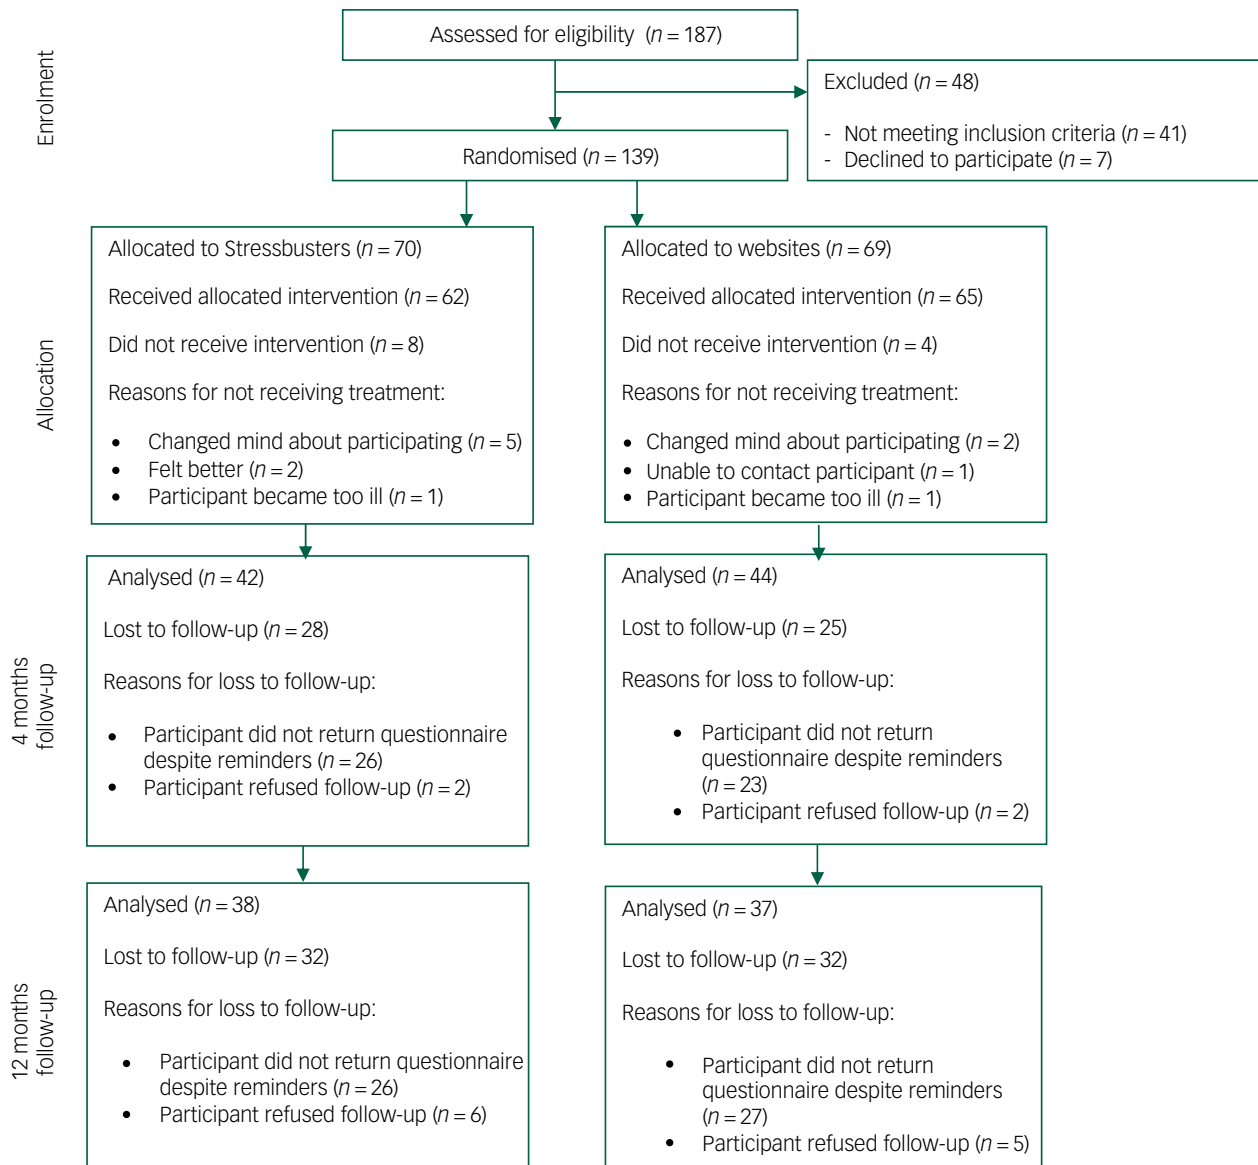 Enrolment
Assessed for eligibility (n = 187)
Excluded (n = 48)
- Not meeting inclusion criteria (n = 41)
- Declined to participate (n = 7)
Randomised (n = 139)
Allocation
Allocated to Stressbusters (n = 70)
Received allocated intervention (n = 62)
Did not receive intervention (n = 8)
Reasons for not receiving treatment:
• Changed mind about participating (n = 5)
• Felt better (n = 2)
• Participant became too ill (n = 1)
Allocated to websites (n = 69)
Received allocated intervention (n = 65)
Did not receive intervention (n = 4)
Reasons for not receiving treatment:
• Changed mind about participating (n = 2)
• Unable to contact participant (n = 1)
• Participant became too ill (n = 1)
4 months
follow-up
Analysed (n = 42)
Lost to follow-up (n = 28)
Reasons for loss to follow-up:
• Participant did not return questionnaire
despite reminders (n = 26)
• Participant refused follow-up (n = 2)
Analysed (n = 44)
Lost to follow-up (n = 25)
Reasons for loss to follow-up:
• Participant did not return
questionnaire despite reminders
(n = 23)
• Participant refused follow-up (n = 2)
12 months
follow-up
Analysed (n = 38)
Lost to follow-up (n = 32)
Reasons for loss to follow-up:
• Participant did not return questionnaire
despite reminders (n = 26)
• Participant refused follow-up (n = 6)
Analysed (n = 37)
Lost to follow-up (n = 32)
Reasons for loss to follow-up:
• Participant did not return
questionnaire despite reminders
(n = 27)
• Participant refused follow-up (n = 5)